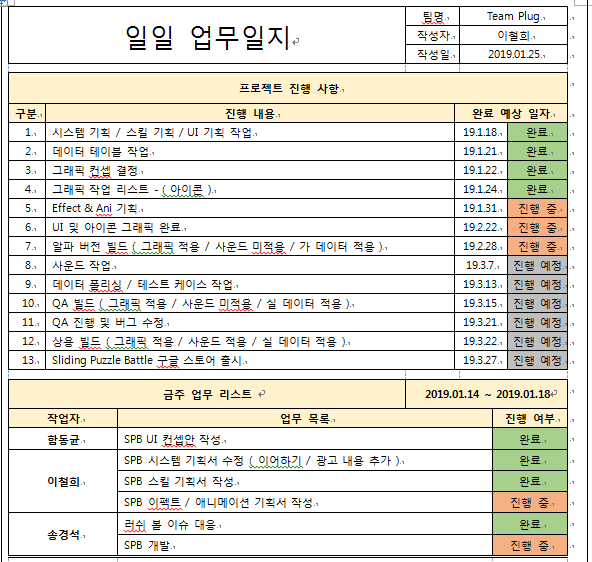 일일 업무일지
팀명 Team Plug.
작성자 이철희
작성일 2019.01.25.
프로젝트 진행 사항
구분 진행 내용 완료 예상 일자
1. 시스템 기획 / 스킬 기획 / UI 기획 작업. 19.1.18. 완료
2. 데이터 테이블 작업. 19.1.21. 완료
3. 그래픽 컨셉 결정. 19.1.22. 완료
4. 그래픽 작업 리스트 - ( 아이콘 ) 19.1.24. 완료
5. Effect & Ani 기획. 19.1.31. 진행 중
6. UI 및 아이콘 그래픽 완료. 19.2.22. 진행 중
7. 알파 버전 빌드 ( 그래픽 적용 / 사운드 미적용 / 가 데이터 적용 ) 19.2.28. 진행 중
8. 사운드 작업. 19.3.7. 진행 예정
9. 데이터 폴리싱 / 테스트 케이스 작업. 19.3.13. 진행 예정
10. QA 빌드 ( 그래픽 적용 / 사운드 미적용 / 실 데이터 적용 ) 19.3.15. 진행 예정
11. QA 진행 및 버그 수정. 19.3.21. 진행 예정
12. 상용 빌드 ( 그래픽 적용 / 사운드 적용 / 실 데이터 적용 ) 19.3.22. 진행 예정
13. Sliding Puzzle Battle 구글 스토어 출시. 19.3.27. 진행 예정
금주 업무 리스트 2019.01.14 ~ 2019.01.18
작업자 업무 목록 진행 여부
함동균 SPB UI 컨셉안 작성. 완료
이철희 SPB 시스템 기획서 수정 ( 이어하기 / 광고 내용 추가 ) 완료
SPB 스킬 기획서 작성. 완료
SPB 이펙트 / 애니메이션 기획서 작성. 진행 중
송경석 러쉬 볼 이슈 대응. 완료
SPB 개발. 진행 중